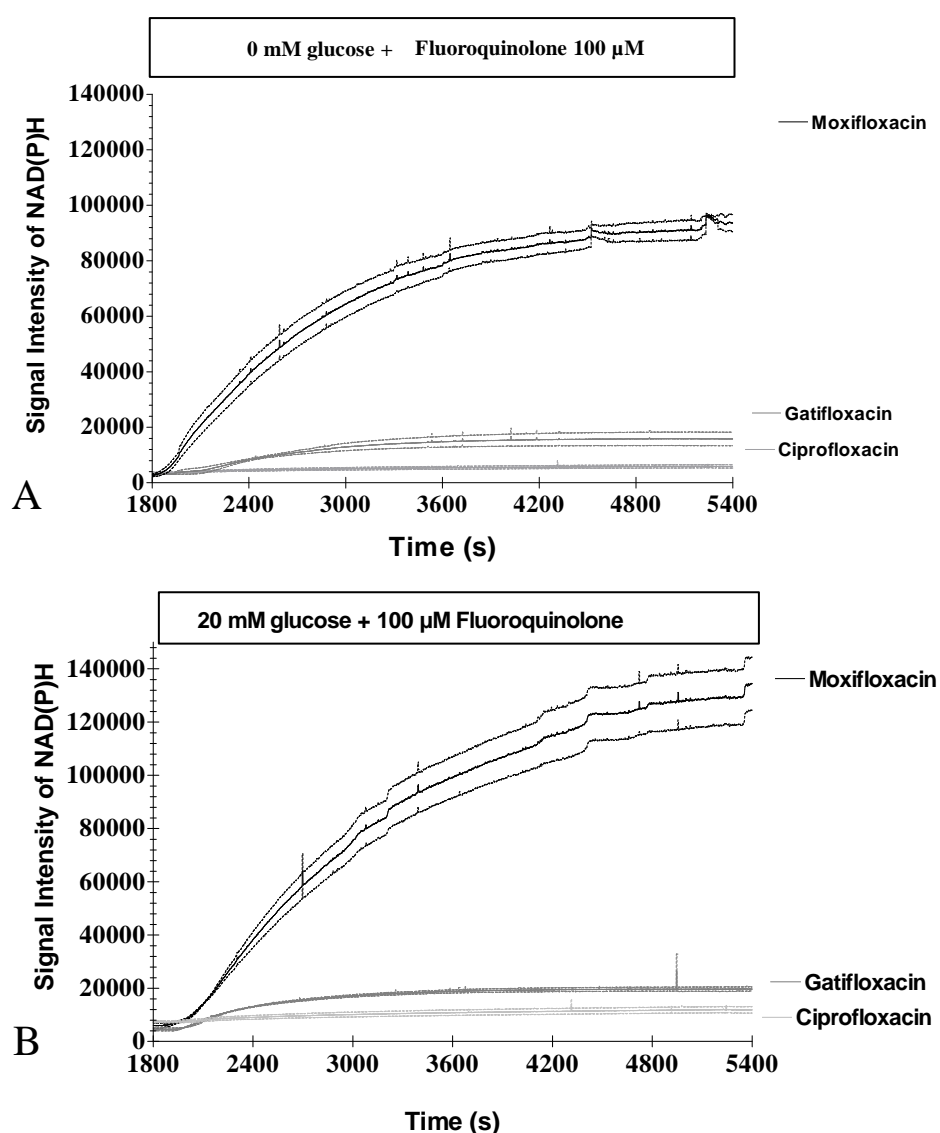 0 mM glucose + Fluoroquinolone 100 µM
140000
120000
100000
80000
60000
40000
20000
0
Signal Intensity of NAD(P)H
Moxifloxacin
Gatifloxacin
Ciprofloxacin
A
1800 2400 3000 3600 4200 4800 5400
Time (s)
20 mM glucose + 100 µM Fluoroquinolone
140000
120000
100000
80000
60000
40000
20000
0
Signal Intensity of NAD(P)H
Moxifloxacin
Gatifloxacin
Ciprofloxacin
B
1800 2400 3000 3600 4200 4800 5400
Time (s)